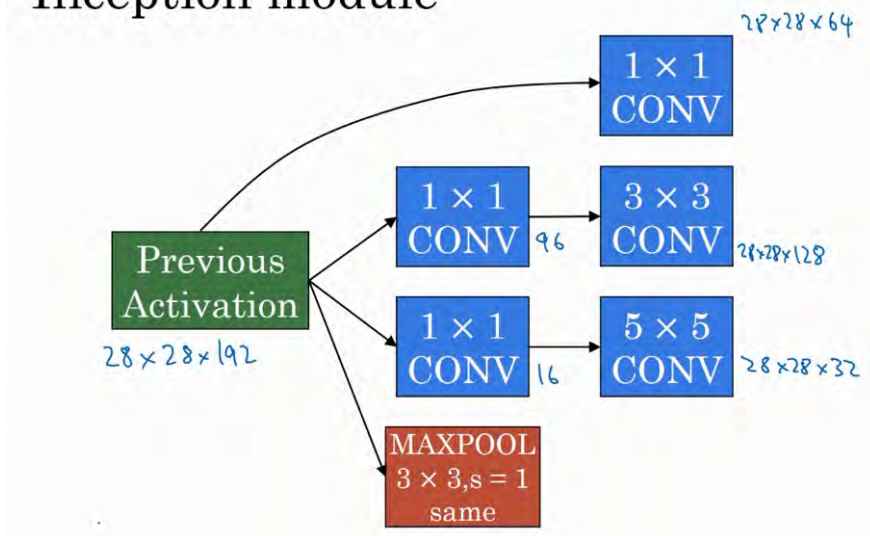 Inception module
28×28×64
1 × 1
CONV
1 × 1
CONV
96
3 × 3
CONV
28×28×128
Previous
Activation
28×28×192
1 × 1
CONV
16
5 × 5
CONV
28×28×32
MAXPOOL
3 × 3,s = 1
same